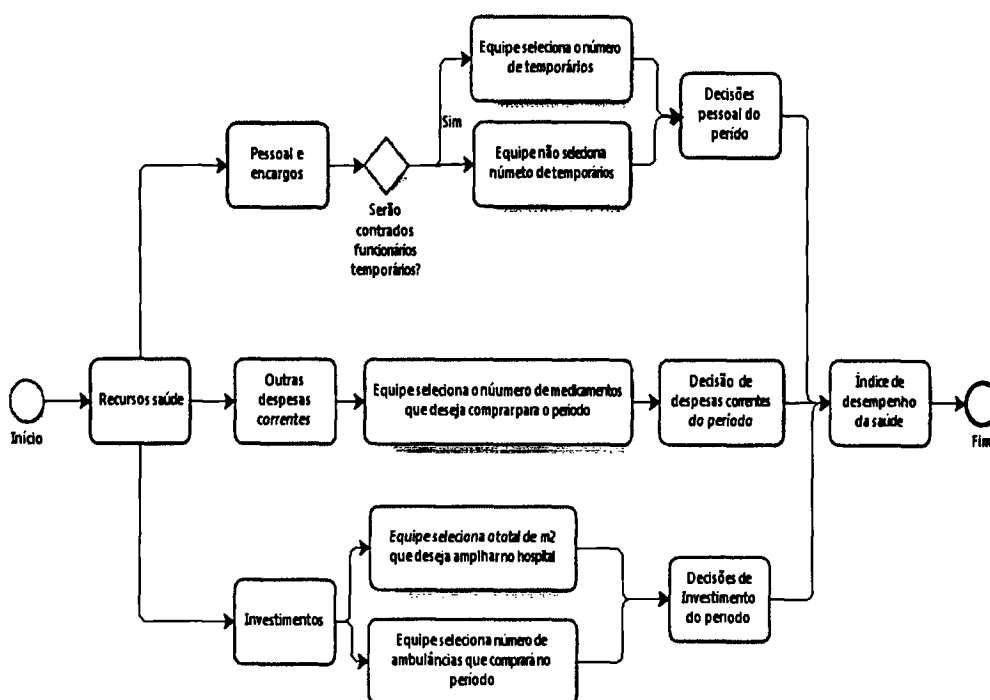 Equipe seleciona o número
de temporários
Decisões
pessoal do
perído
Sim
Pessoal e
encargos
Equipe não seleciona
númeto de temporários
Serão
contrados
funcionários
temporários?
Recursos saúde
Outras
despesas
correntes
Equipe seleciona o núumero de medicamentos
que deseja comprar para o período
Decisão de
despesas correntes
do período
Índice de
desempenho
da saúde
Início
Fim
Equipe seleciona o total de m2
que deseja ampliar no hospital
Investimentos
Decisões de
Investimento
do periodo
Equipe seleciona número de
ambulâncias que comprará no
período